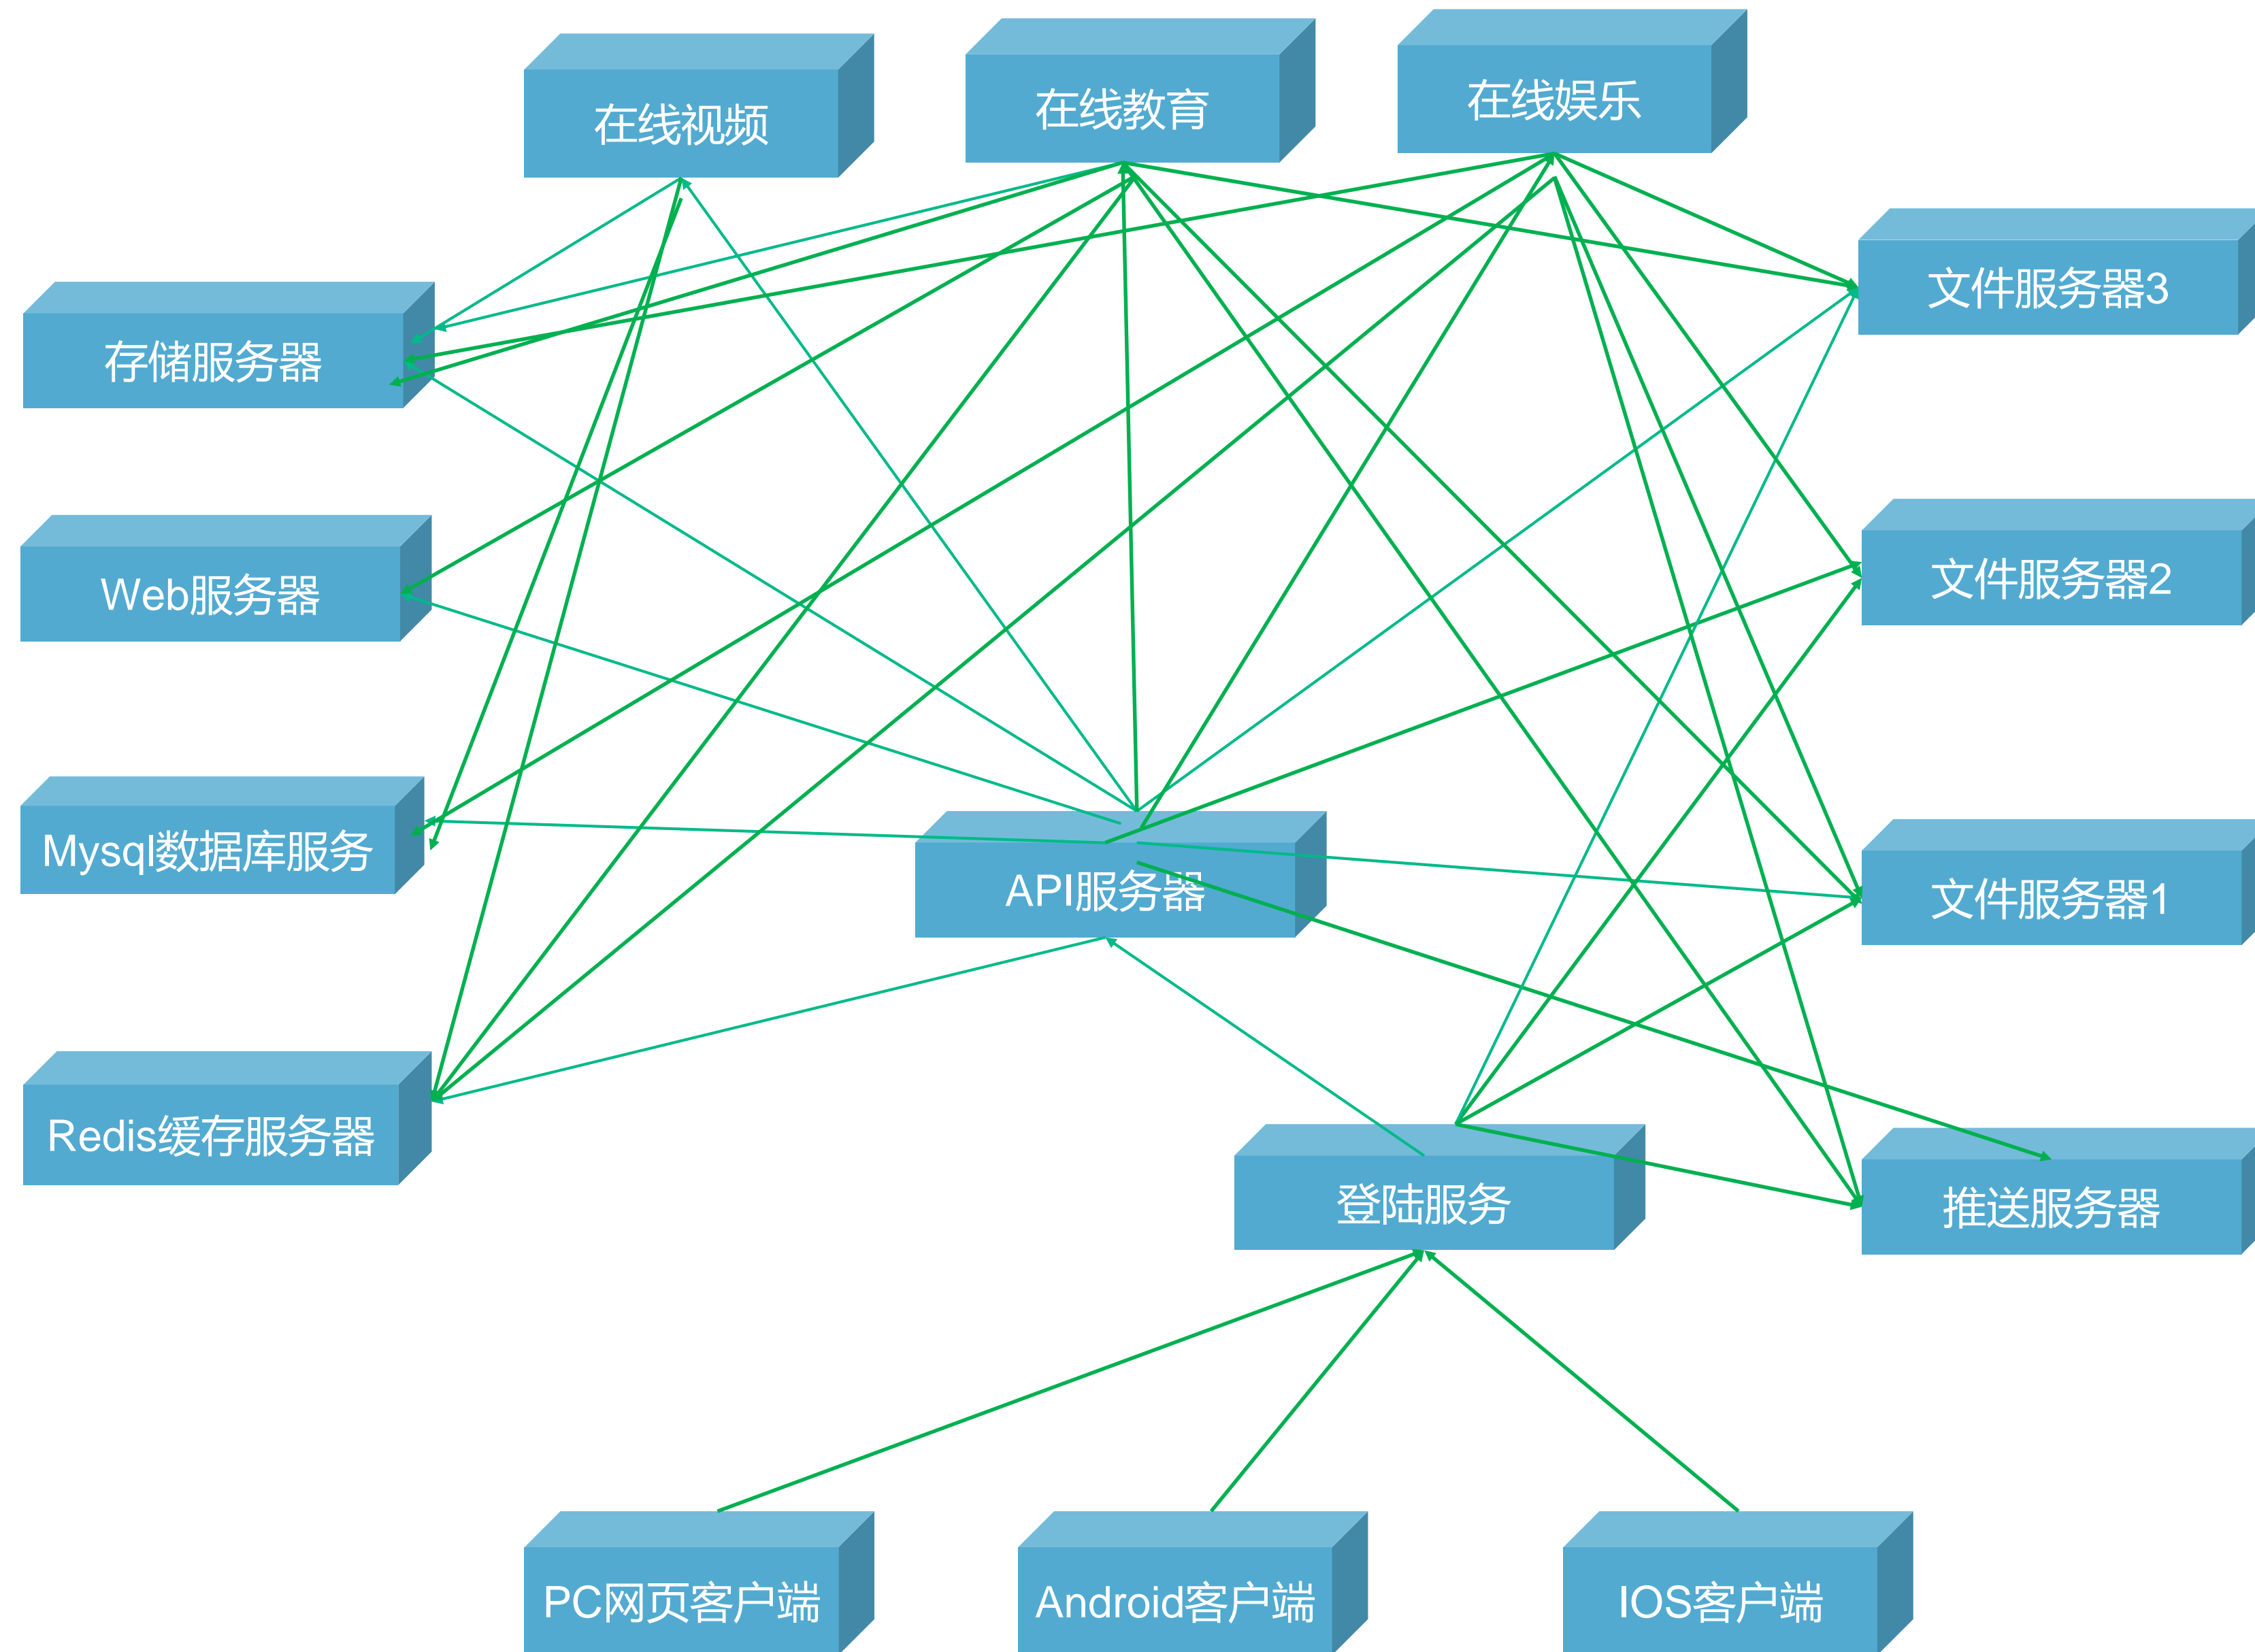 在线视频
在线教育
在线娱乐
文件服务器3
存储服务器
文件服务器2
Web服务器
Mysql数据库服务
API服务器
文件服务器1
Redis缓存服务器
登陆服务
推送服务器
PC网页客户端
Android客户端
IOS客户端